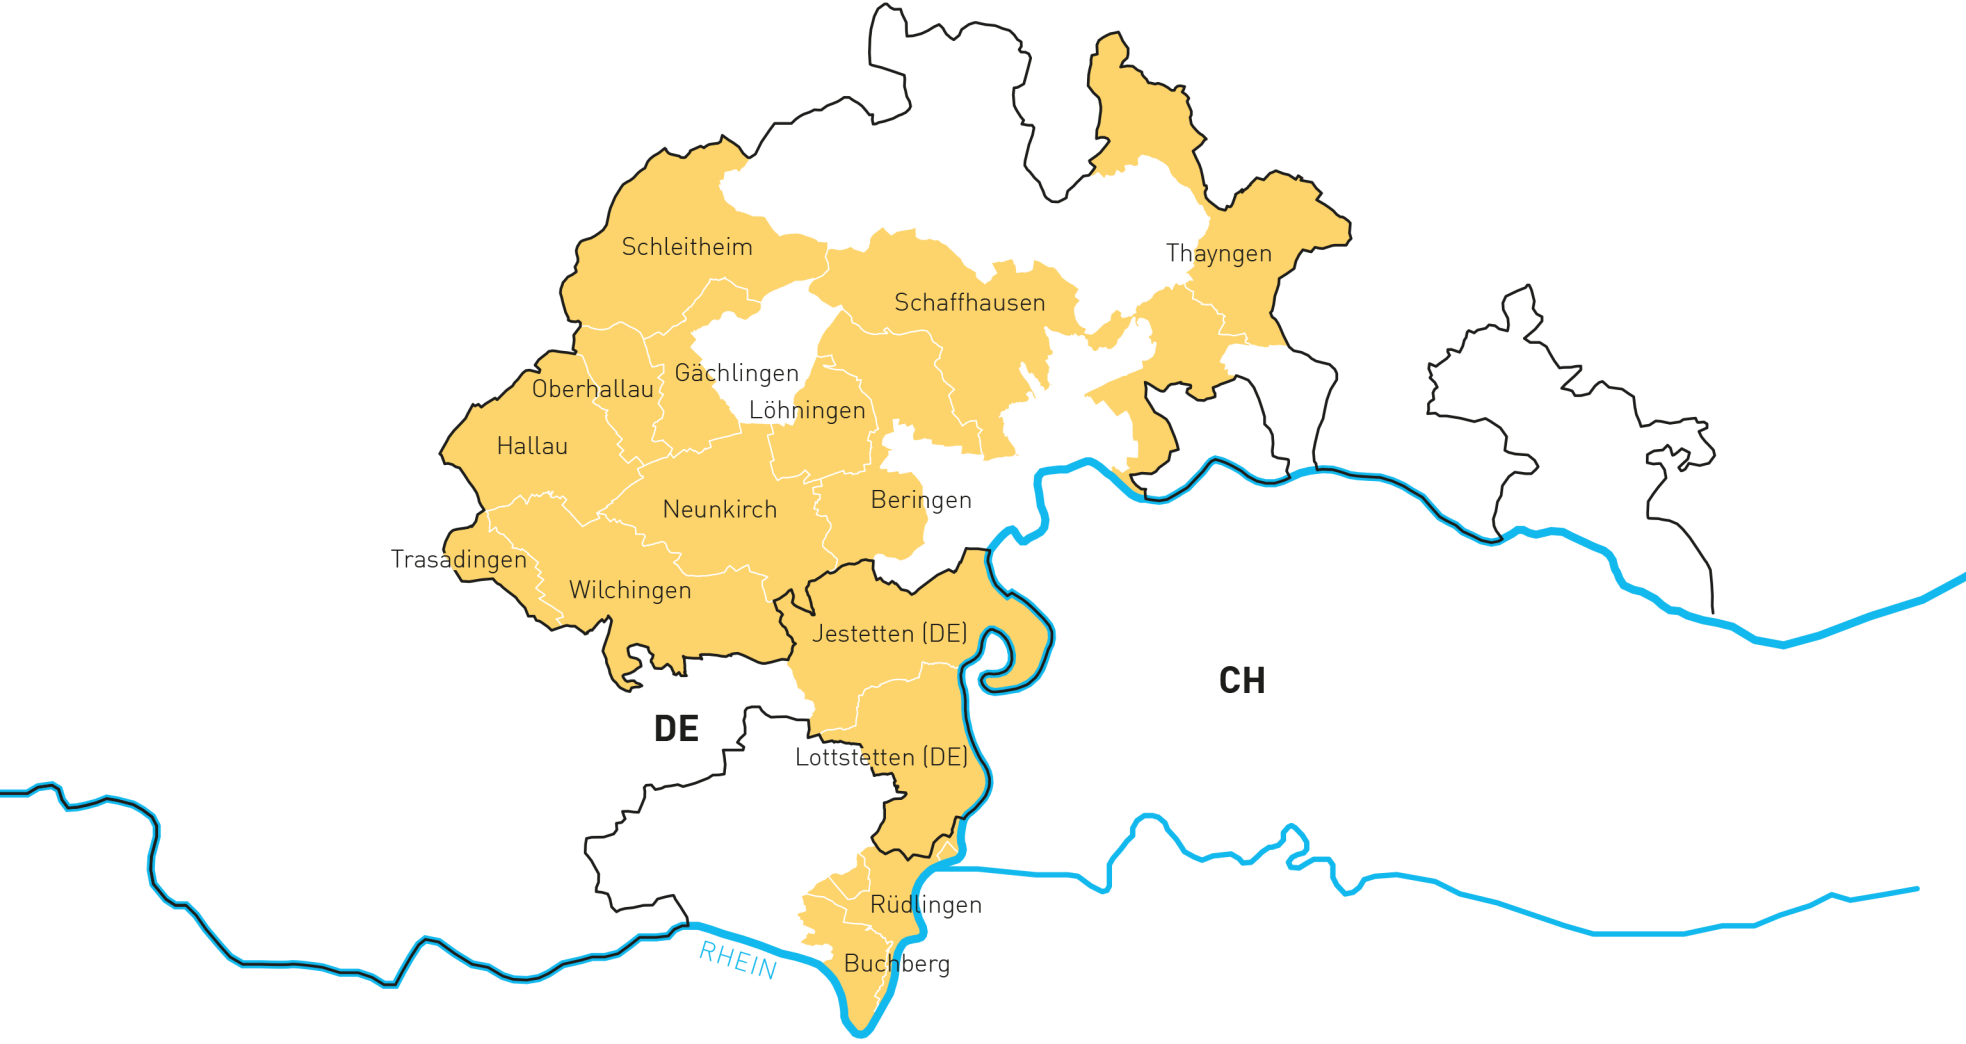 Schleitheim
Thayngen
Schaffhausen
Gächlingen
Oberhallau
Löhningen
Hallau
Beringen
Neunkirch
Trasadingen
Wilchingen
Jestetten (DE)
CH
DE
Lottstetten (DE)
Rüdlingen
RHEIN
Buchberg